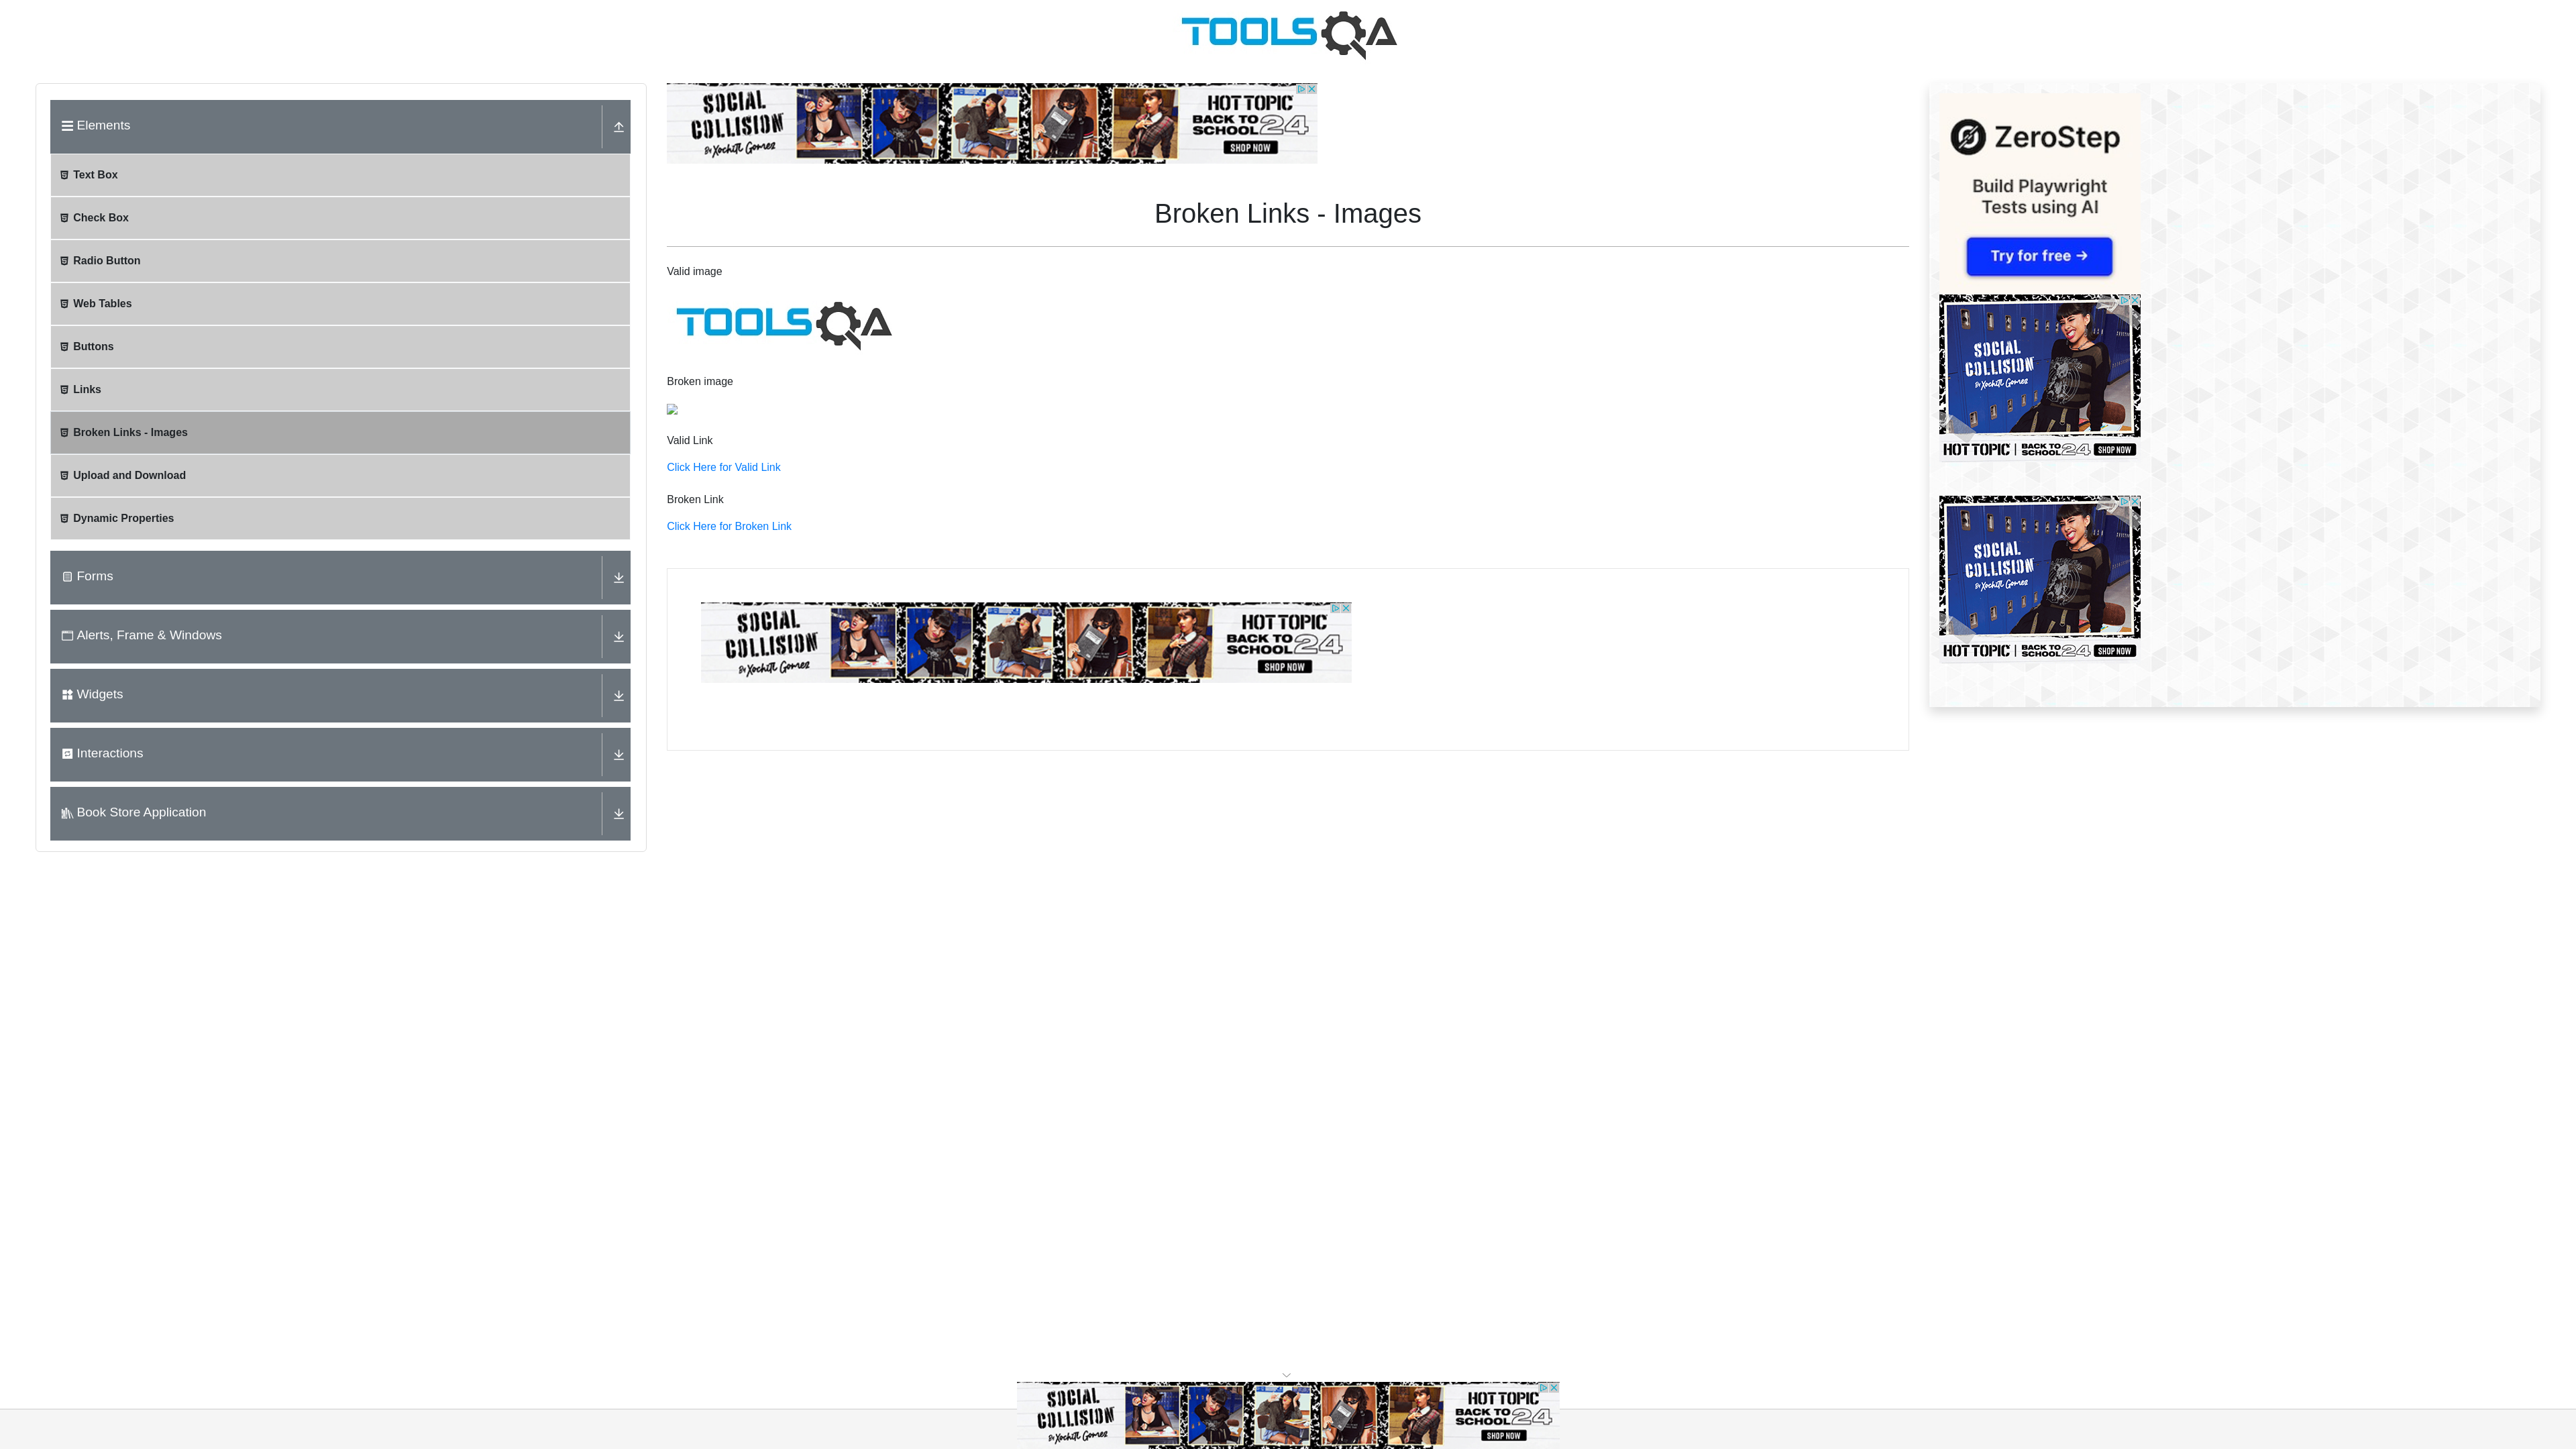 TOOLSQA
Elements
Text Box
Check Box
Radio Button
Web Tables
Buttons
Links
Broken Links - Images
Upload and Download
Dynamic Properties
Forms
Alerts, Frame & Windows
Widgets
Interactions
Book Store Application
SOCIAL
COLLISION
By Xochitl Gomez
HOT TOPIC
BACK TO
SCHOOL 24
SHOP NOW
Broken Links - Images
Valid image
TOOLSQA
Broken image
Valid Link
Click Here for Valid Link
Broken Link
Click Here for Broken Link
SOCIAL
COLLISION
By Xochitl Gomez
HOT TOPIC
BACK TO
SCHOOL 24
SHOP NOW
ZeroStep
Build Playwright
Tests using AI
Try for free →
SOCIAL
COLLISION
By Xochitl Gomez
HOT TOPIC | BACK TO SCHOOL 24 SHOP NOW
SOCIAL
COLLISION
By Xochitl Gomez
HOT TOPIC | BACK TO SCHOOL 24 SHOP NOW
SOCIAL
COLLISION
By Xochitl Gomez
HOT TOPIC
BACK TO
SCHOOL 24
SHOP NOW